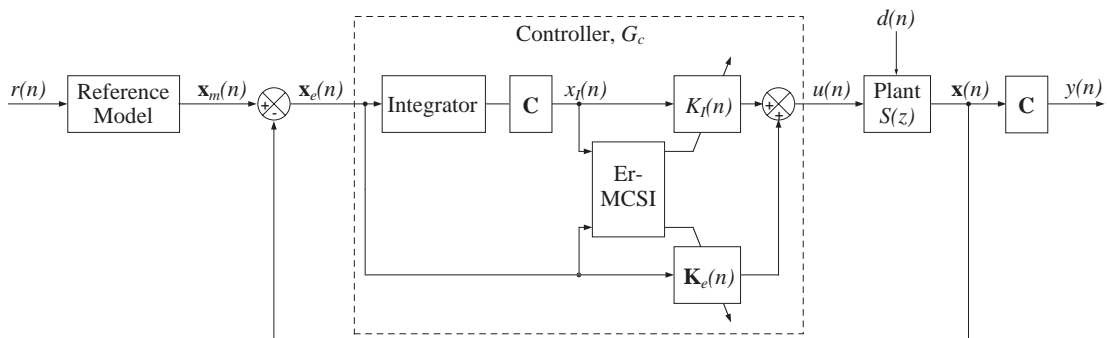 d(n)
Controller, G_c
r(n)
Reference
Model
x_m(n)
+
-
x_e(n)
Integrator
C
x_I(n)
K_I(n)
+
+
u(n)
Plant
S(z)
x(n)
C
y(n)
Er-
MCSI
K_e(n)